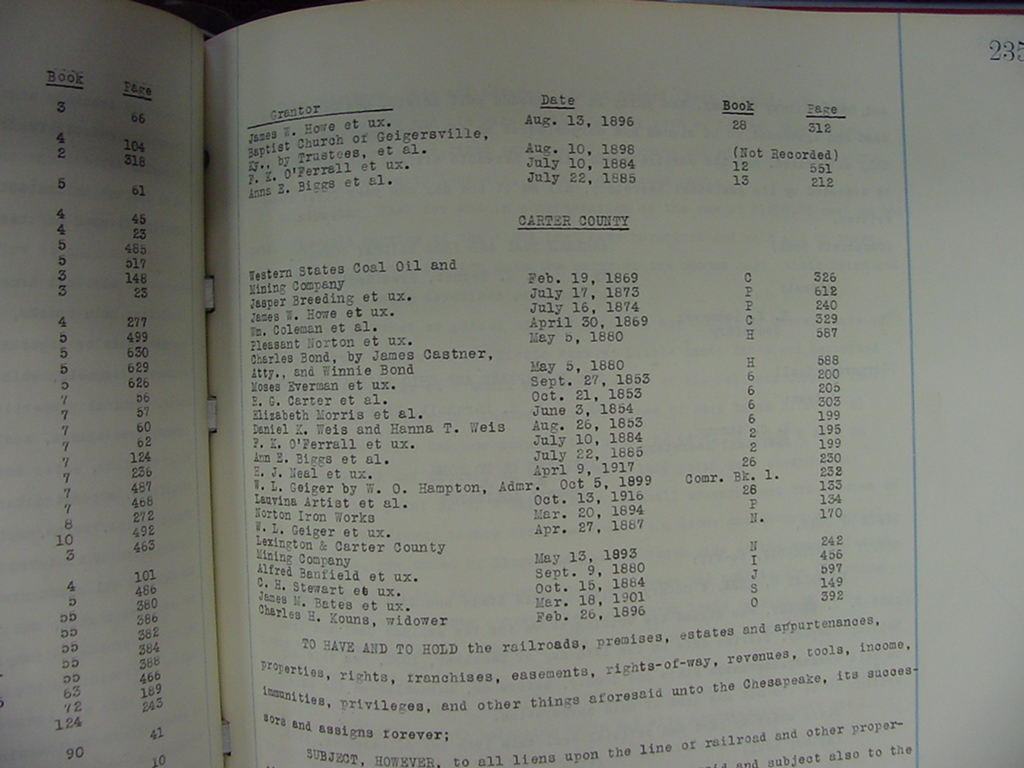 Book Page
3 66
4 104
2 318
5 61
4 45
4 23
5 485
5 517
3 148
3 23
4 277
5 499
5 630
5 629
5 626
7 56
7 57
7 60
7 62
7 124
7 236
7 487
7 468
8 272
10 492
3 463
4 101
5 486
55 380
55 386
55 382
55 384
55 388
63 466
72 189
124 243
90 41
10
235
Grantor Date Book Page
James W. Howe et ux. Aug. 13, 1896 28 312
Baptist Church of Geigersville,
Ky., by Trustees, et al. Aug. 10, 1898 (Not Recorded)
F. K. O'Ferrall et ux. July 10, 1884 12 551
Anna E. Biggs et al. July 22, 1885 13 212
CARTER COUNTY
Western States Coal Oil and
Mining Company Feb. 19, 1869 C 326
Jasper Breeding et ux. July 17, 1873 P 612
James W. Howe et ux. July 16, 1874 P 240
Wm. Coleman et al. April 30, 1869 C 329
Pleasant Norton et ux. May 5, 1880 H 587
Charles Bond, by James Castner,
Atty., and Winnie Bond May 5, 1880 H 588
Moses Everman et ux. Sept. 27, 1853 6 200
E. G. Carter et al. Oct. 21, 1853 6 205
Elizabeth Morris et al. June 3, 1854 6 303
Daniel K. Weis and Hanna T. Weis Aug. 26, 1853 6 199
F. K. O'Ferrall et ux. July 10, 1884 2 195
Ann E. Biggs et al. July 22, 1885 2 199
H. J. Neal et ux. Aprl 9, 1917 26 230
W. L. Geiger by W. O. Hampton, Admr. Oct 5, 1899 Comr. Bk. 1. 232
Lauvina Artist et al. Oct. 13, 1916 26 133
Norton Iron Works Mar. 20, 1894 P 134
W. L. Geiger et ux. Apr. 27, 1887 N. 170
Lexington & Carter County
Mining Company May 13, 1893 N 242
Alfred Banfield et ux. Sept. 9, 1880 I 456
C. H. Stewart et ux. Oct. 15, 1884 J 597
James M. Bates et ux. Mar. 18, 1901 S 149
Charles H. Kouns, widower Feb. 26, 1896 O 392
TO HAVE AND TO HOLD the railroads, premises, estates and appurtenances,
properties, rights, franchises, easements, rights-of-way, revenues, tools, income,
immunities, privileges, and other things aforesaid unto the Chesapeake, its succes-
sors and assigns forever;
SUBJECT, HOWEVER, to all liens upon the line of railroad and other proper-
and subject also to the